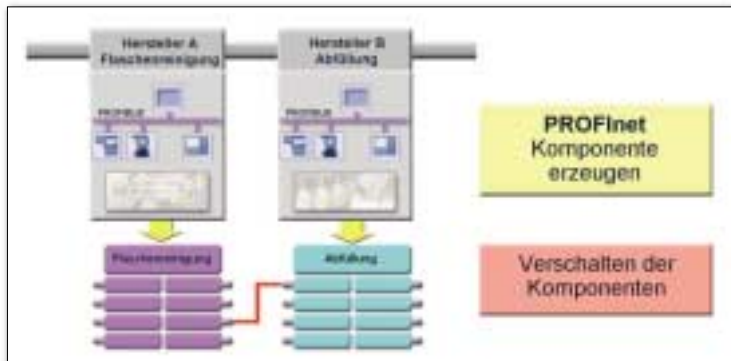 Hersteller A
Flaschenreinigung
Hersteller B
Abfüllung
PROFIBUS
PROFIBUS
PROFInet
Komponente
erzeugen
Flaschenreinigung
Abfüllung
Verschalten der
Komponenten